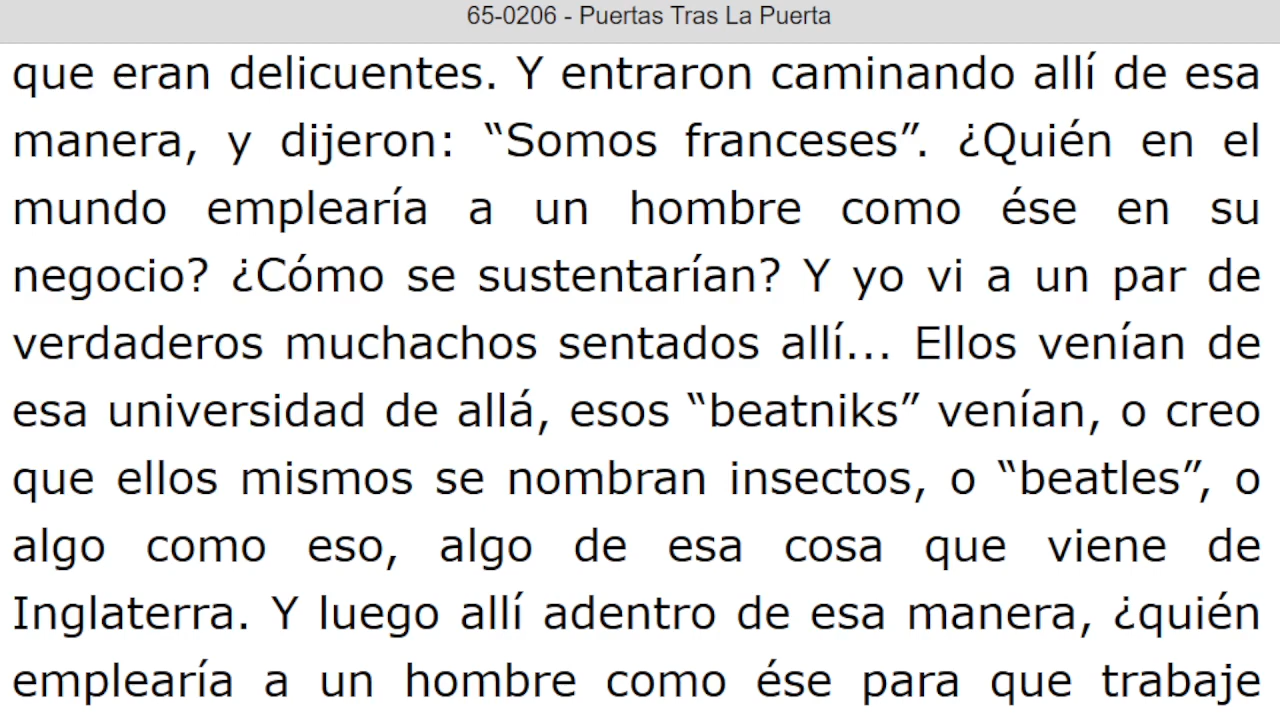 65-0206 - Puertas Tras La Puerta
que eran delicuentes. Y entraron caminando allí de esa
manera, y dijeron: “Somos franceses”. ¿Quién en el
mundo emplearía a un hombre como ése en su
negocio? ¿Cómo se sustentarían? Y yo vi a un par de
verdaderos muchachos sentados allí... Ellos venían de
esa universidad de allá, esos “beatniks” venían, o creo
que ellos mismos se nombran insectos, o “beatles”, o
algo como eso, algo de esa cosa que viene de
Inglaterra. Y luego allí adentro de esa manera, ¿quién
emplearía a un hombre como ése para que trabaje